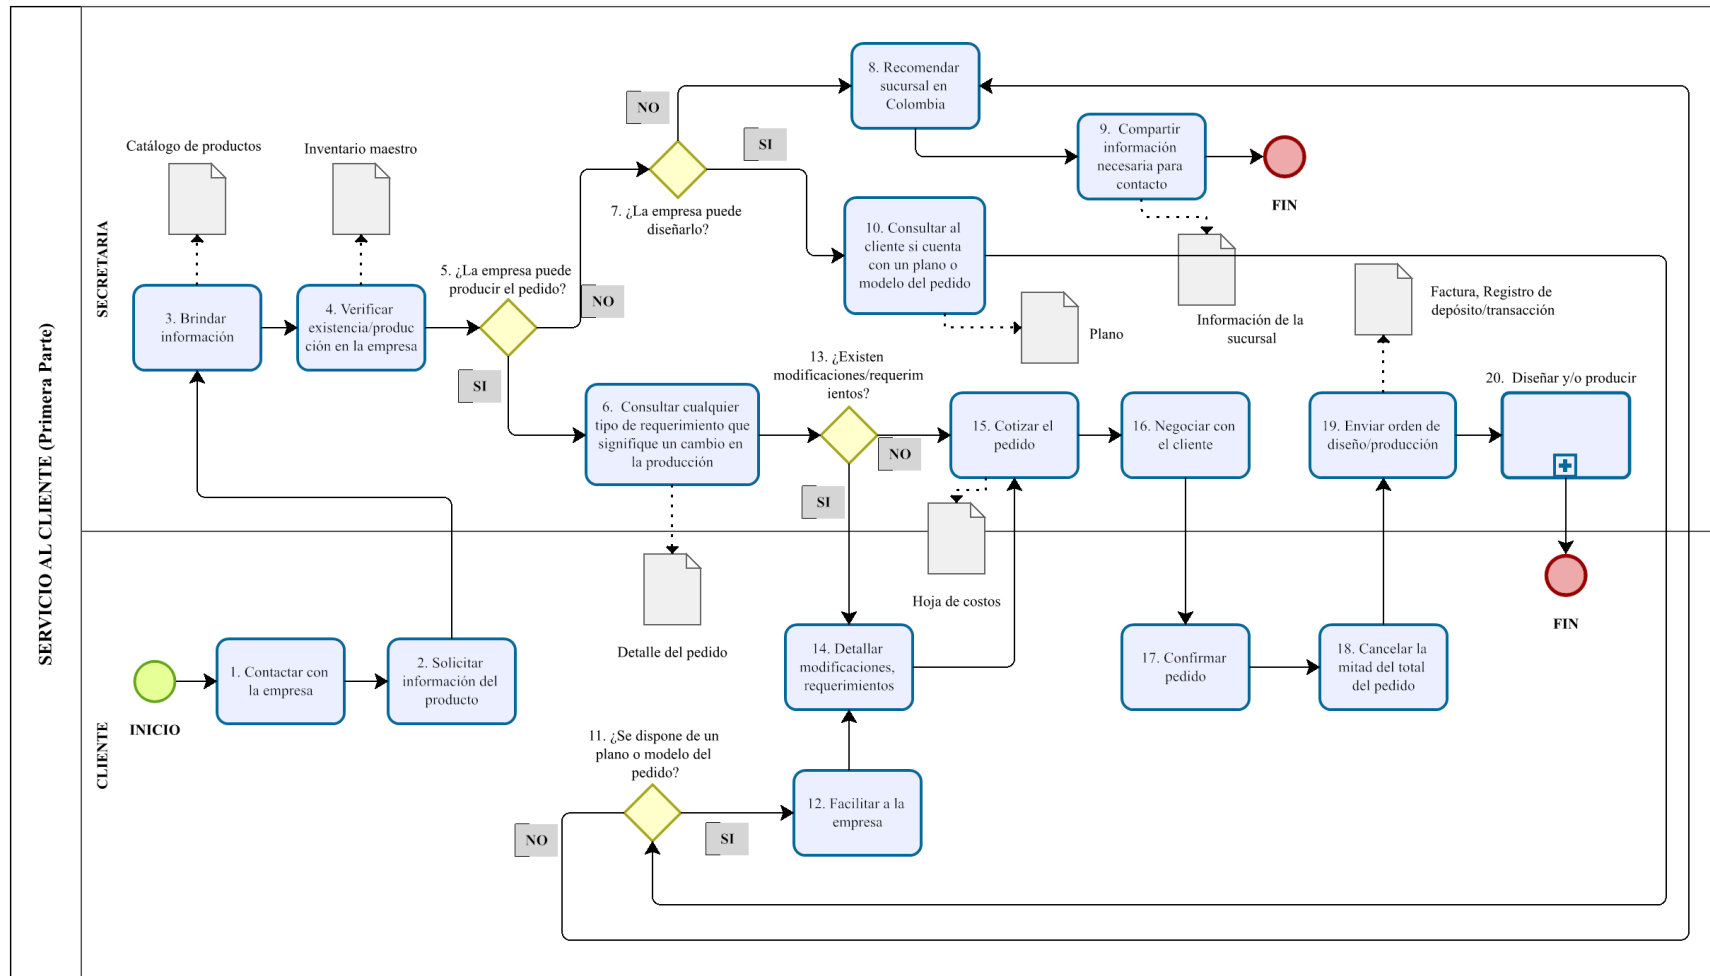 SERVICIO AL CLIENTE (Primera Parte)
SECRETARIA
CLIENTE
INICIO
1. Contactar con
la empresa
2. Solicitar
información del
producto
3. Brindar
información
Catálogo de productos
4. Verificar
existencia/produc
ción en la empresa
Inventario maestro
5. ¿La empresa puede
producir el pedido?
NO
SI
6. Consultar cualquier
tipo de requerimiento que
signifique un cambio en
la producción
Detalle del pedido
7. ¿La empresa puede
diseñarlo?
NO
SI
8. Recomendar
sucursal en
Colombia
9. Compartir
información
necesaria para
contacto
FIN
Información de la
sucursal
10. Consultar al
cliente si cuenta
con un plano o
modelo del pedido
Plano
11. ¿Se dispone de un
plano o modelo del
pedido?
NO
SI
12. Facilitar a la
empresa
13. ¿Existen
modificaciones/requerim
ientos?
NO
SI
14. Detallar
modificaciones,
requerimientos
15. Cotizar el
pedido
Hoja de costos
16. Negociar con
el cliente
17. Confirmar
pedido
18. Cancelar la
mitad del total
del pedido
19. Enviar orden de
diseño/producción
Factura, Registro de
depósito/transacción
20. Diseñar y/o producir
FIN